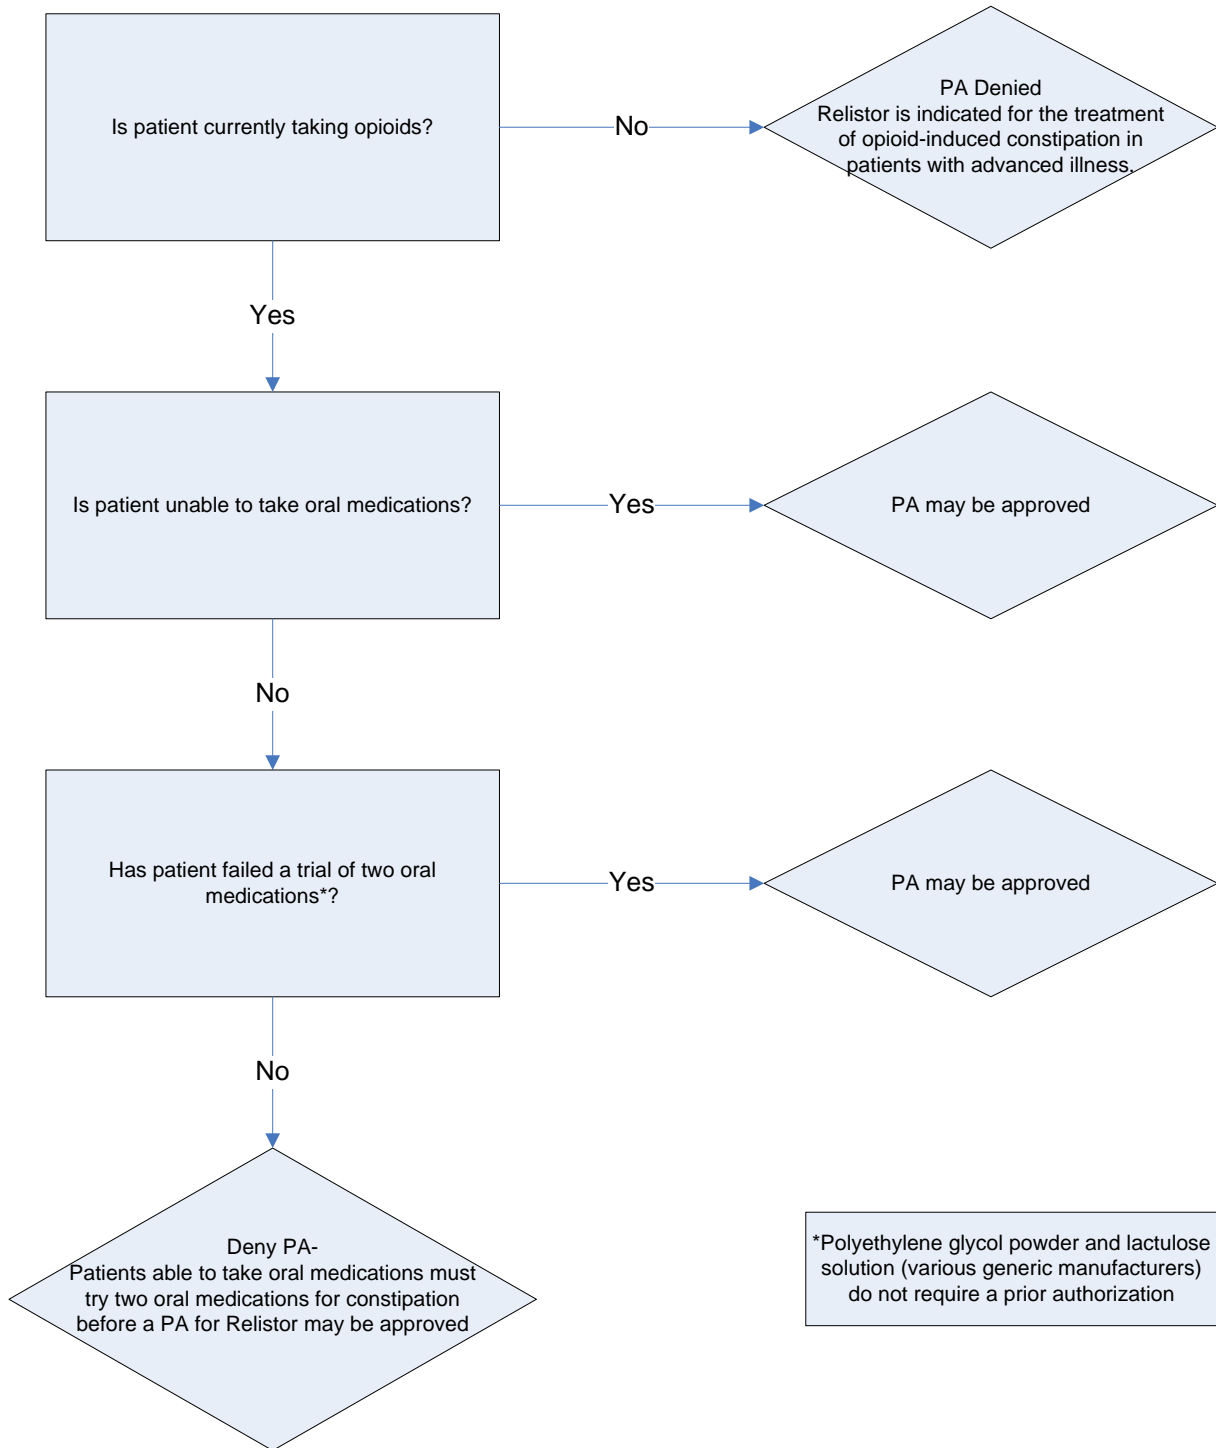 Is patient currently taking opioids?
No
PA Denied
Relistor is indicated for the treatment
of opioid-induced constipation in
patients with advanced illness.
Yes
Is patient unable to take oral medications?
Yes
PA may be approved
No
Has patient failed a trial of two oral
medications*?
Yes
PA may be approved
No
Deny PA-
Patients able to take oral medications must
try two oral medications for constipation
before a PA for Relistor may be approved
*Polyethylene glycol powder and lactulose
solution (various generic manufacturers)
do not require a prior authorization